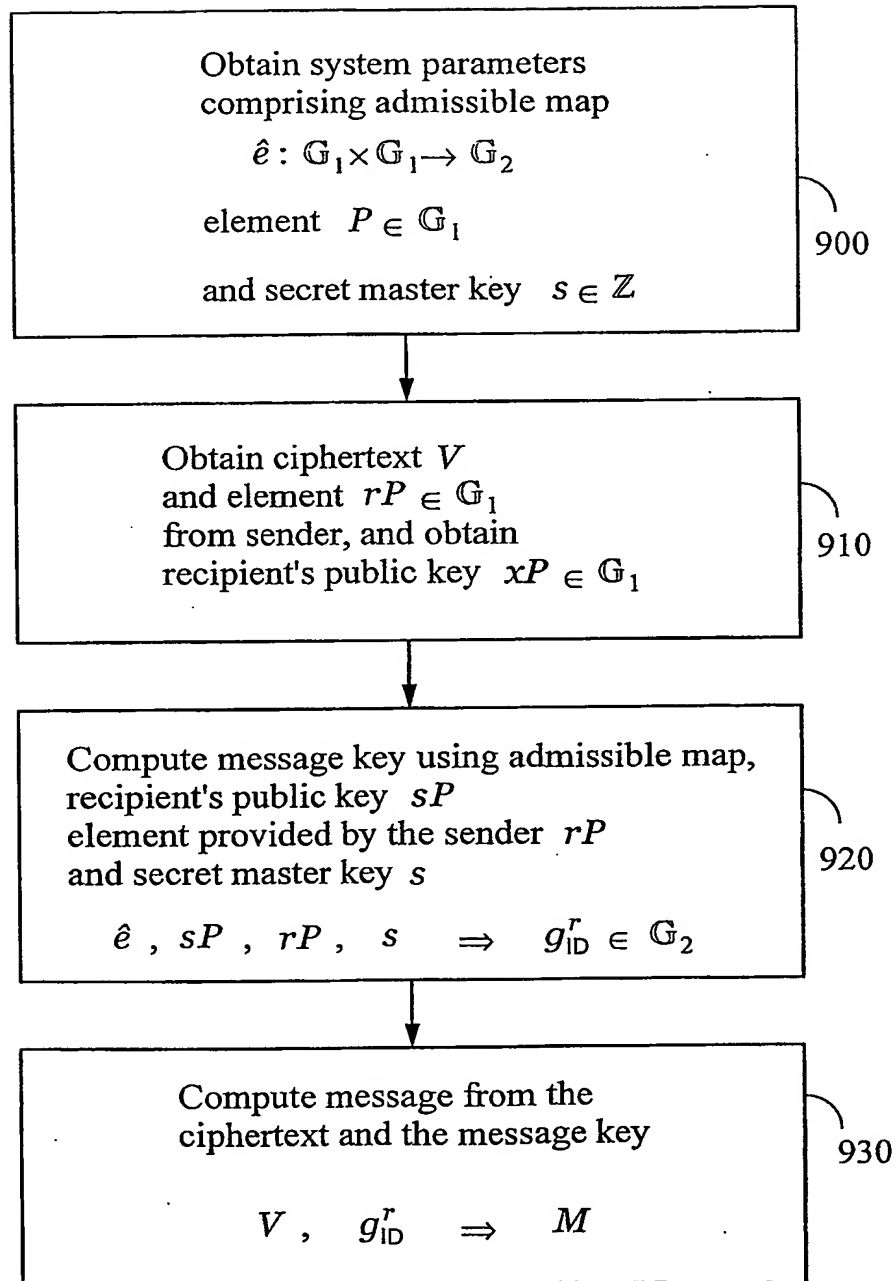 Obtain system parameters
comprising admissible map
ê : 𝔾₁ × 𝔾₁ → 𝔾₂
element P ∈ 𝔾₁
and secret master key s ∈ ℤ
900
Obtain ciphertext V
and element rP ∈ 𝔾₁
from sender, and obtain
recipient's public key xP ∈ 𝔾₁
910
Compute message key using admissible map,
recipient's public key sP
element provided by the sender rP
and secret master key s
ê , sP , rP , s ⇒ g_ID^r ∈ 𝔾₂
920
Compute message from the
ciphertext and the message key
V , g_ID^r ⇒ M
930